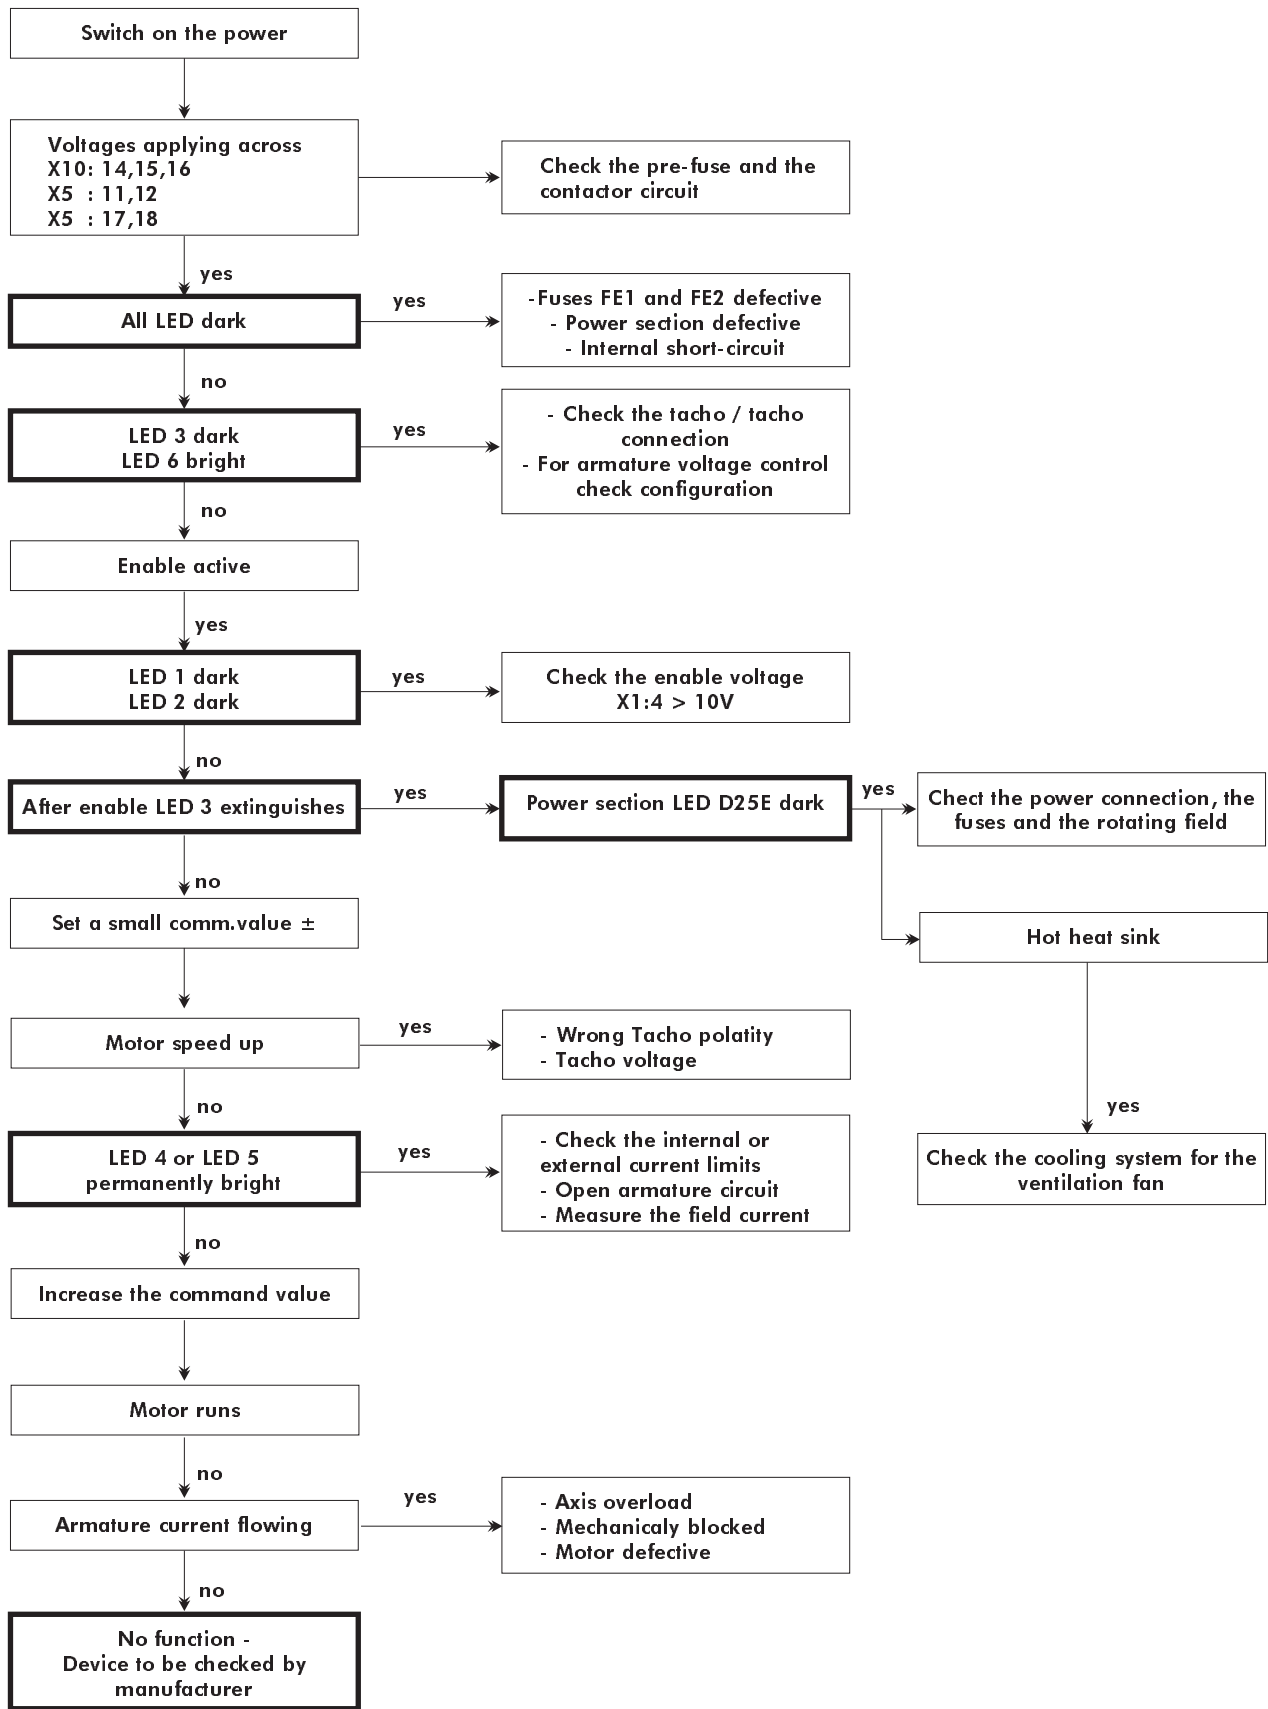 Switch on the power
Voltages applying across
X10: 14,15,16
X5 : 11,12
X5 : 17,18
Check the pre-fuse and the
contactor circuit
yes
All LED dark
yes
-Fuses FE1 and FE2 defective
- Power section defective
- Internal short-circuit
no
LED 3 dark
LED 6 bright
yes
- Check the tacho / tacho
connection
- For armature voltage control
check configuration
no
Enable active
yes
LED 1 dark
LED 2 dark
yes
Check the enable voltage
X1:4 > 10V
no
After enable LED 3 extinguishes
yes
Power section LED D25E dark
yes
Chect the power connection, the
fuses and the rotating field
no
Set a small comm.value ±
Hot heat sink
Motor speed up
yes
- Wrong Tacho polatity
- Tacho voltage
no
yes
LED 4 or LED 5
permanently bright
yes
- Check the internal or
external current limits
- Open armature circuit
- Measure the field current
Check the cooling system for the
ventilation fan
no
Increase the command value
Motor runs
no
Armature current flowing
yes
- Axis overload
- Mechanicaly blocked
- Motor defective
no
No function -
Device to be checked by
manufacturer